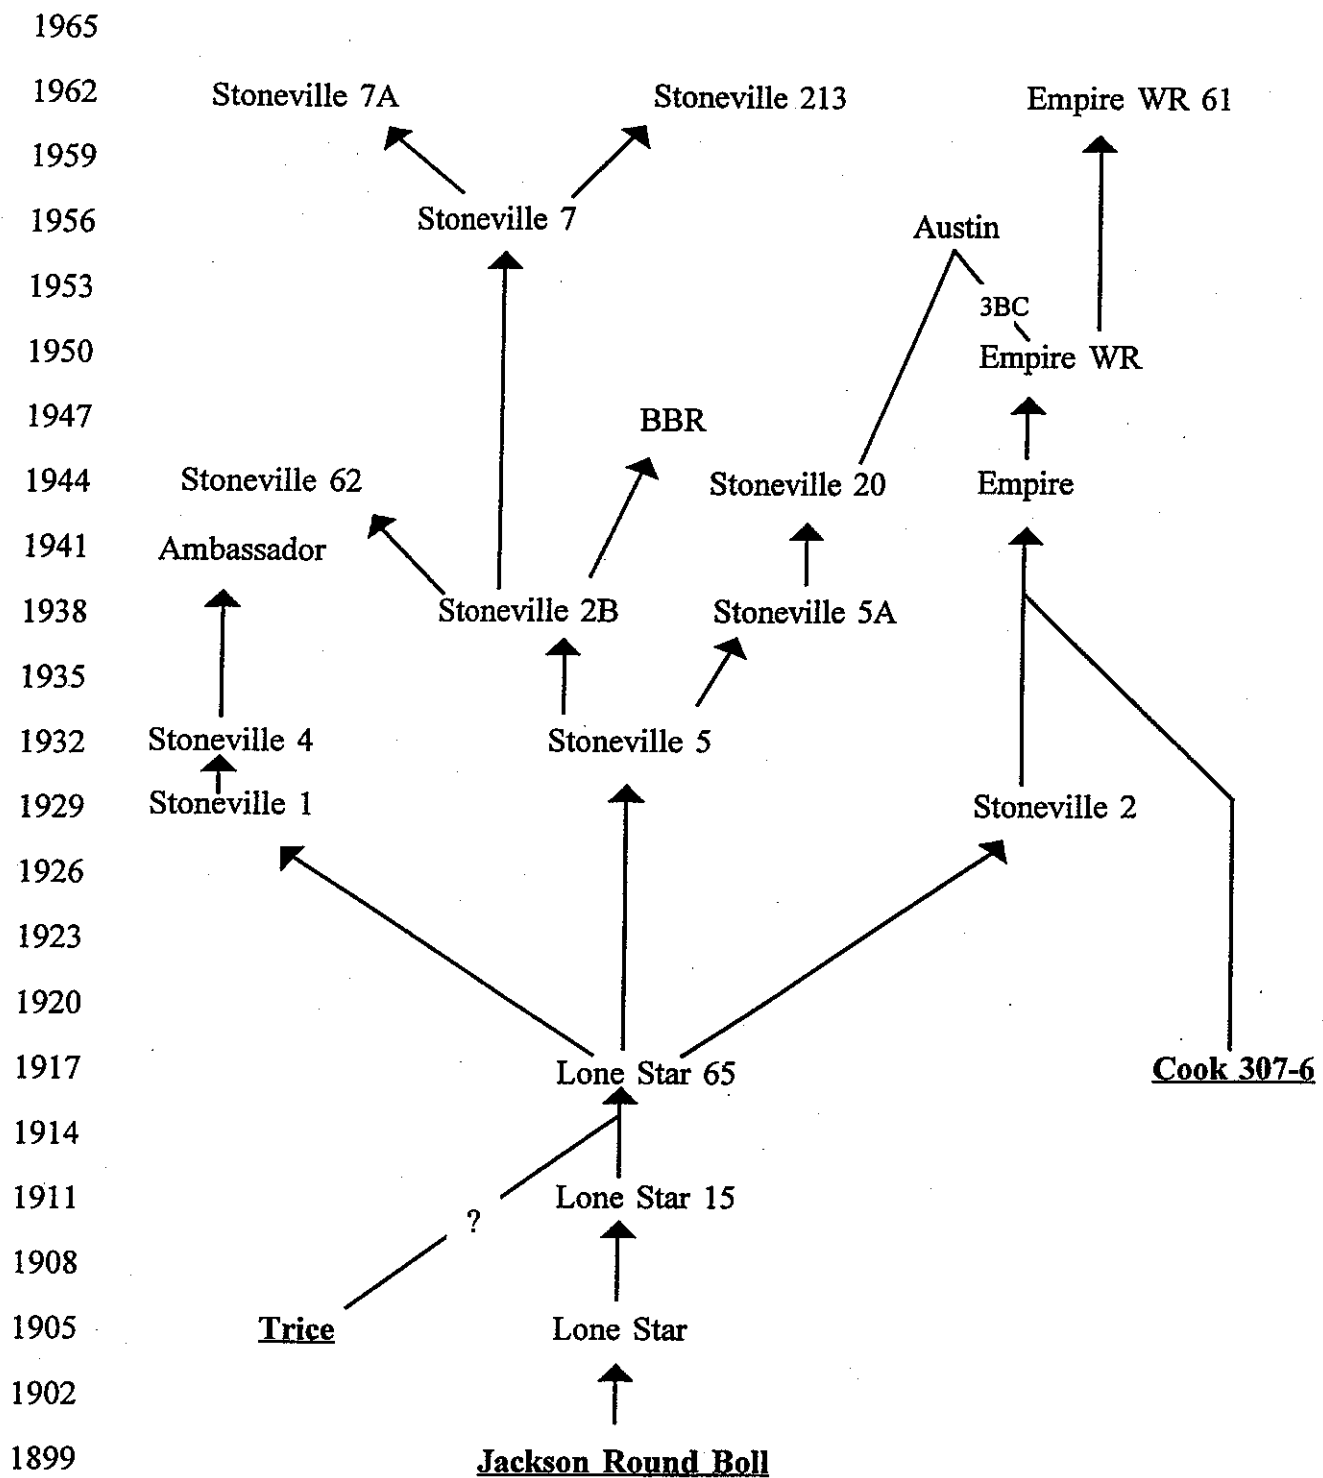 1965
1962 Stoneville 7A Stoneville 213 Empire WR 61
1959
1956 Stoneville 7 Austin
1953
3BC
1950 Empire WR
1947 BBR
1944 Stoneville 62 Stoneville 20 Empire
1941 Ambassador
1938 Stoneville 2B Stoneville 5A
1935
1932 Stoneville 4 Stoneville 5
1929 Stoneville 1 Stoneville 2
1926
1923
1920
1917 Lone Star 65 Cook 307-6
1914
1911 Lone Star 15
?
1908
1905 Trice Lone Star
1902
1899 Jackson Round Boll